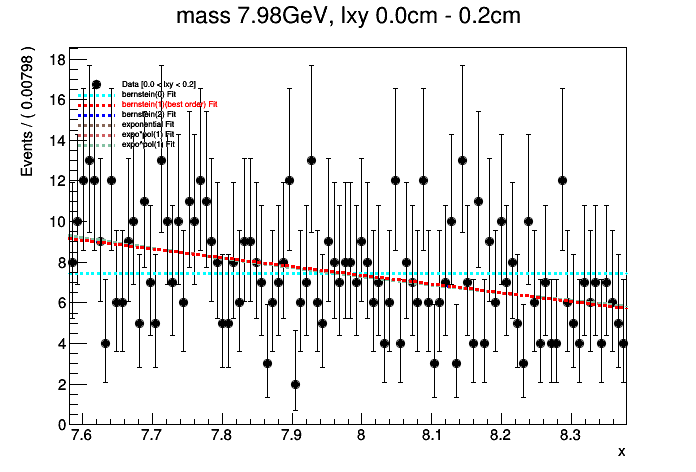 mass 7.98GeV, lxy 0.0cm - 0.2cm
Events / ( 0.00798 )
18
16
14
12
10
8
6
4
2
0
Data [0.0 < lxy < 0.2]
bernstein(0) Fit
bernstein(1)(best order) Fit
bernstein(2) Fit
exponential Fit
expo*pol(1) Fit
expo*pol(1) Fit
7.6 7.7 7.8 7.9 8 8.1 8.2 8.3
x